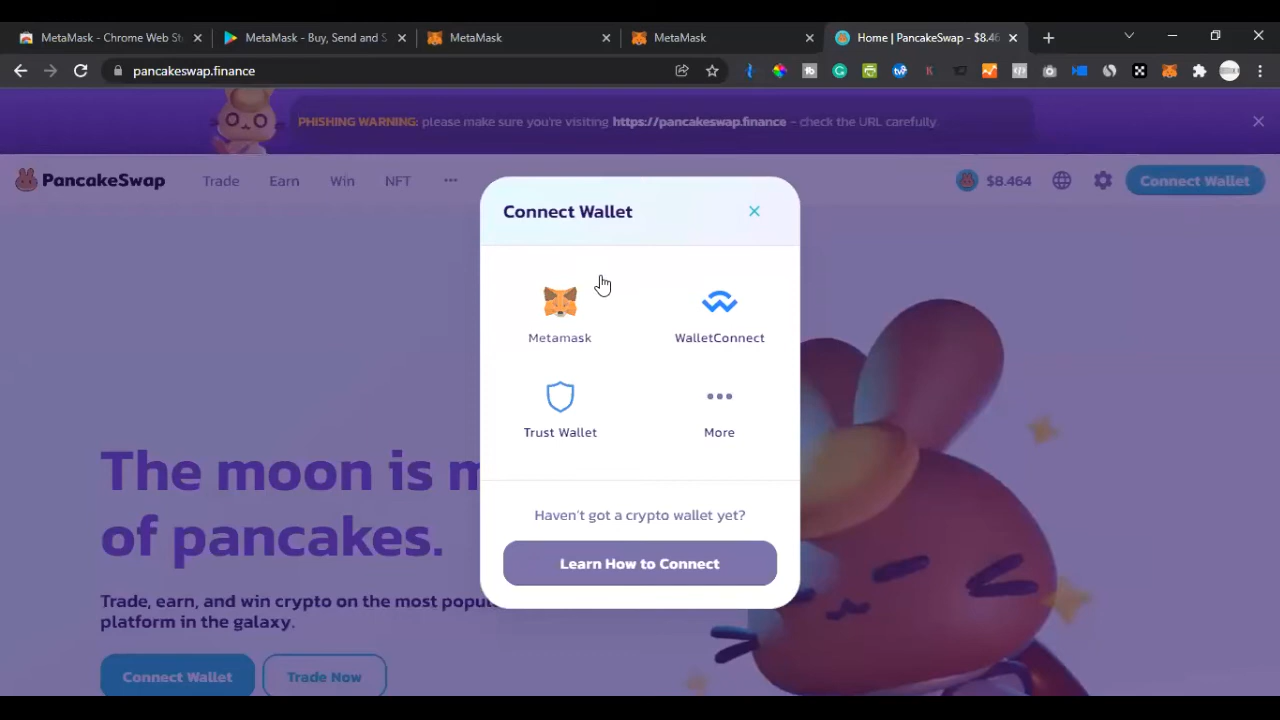 MetaMask - Chrome Web St
MetaMask - Buy, Send and S
MetaMask
MetaMask
Home | PancakeSwap - $8.46
pancakeswap.finance
PHISHING WARNING: please make sure you're visiting https://pancakeswap.finance - check the URL carefully.
PancakeSwap
Trade
Earn
Win
NFT
$8.464
Connect Wallet
Connect Wallet
Metamask
WalletConnect
Trust Wallet
More
Haven't got a crypto wallet yet?
Learn How to Connect
The moon is m
of pancakes.
Trade, earn, and win crypto on the most popu
platform in the galaxy.
Connect Wallet
Trade Now